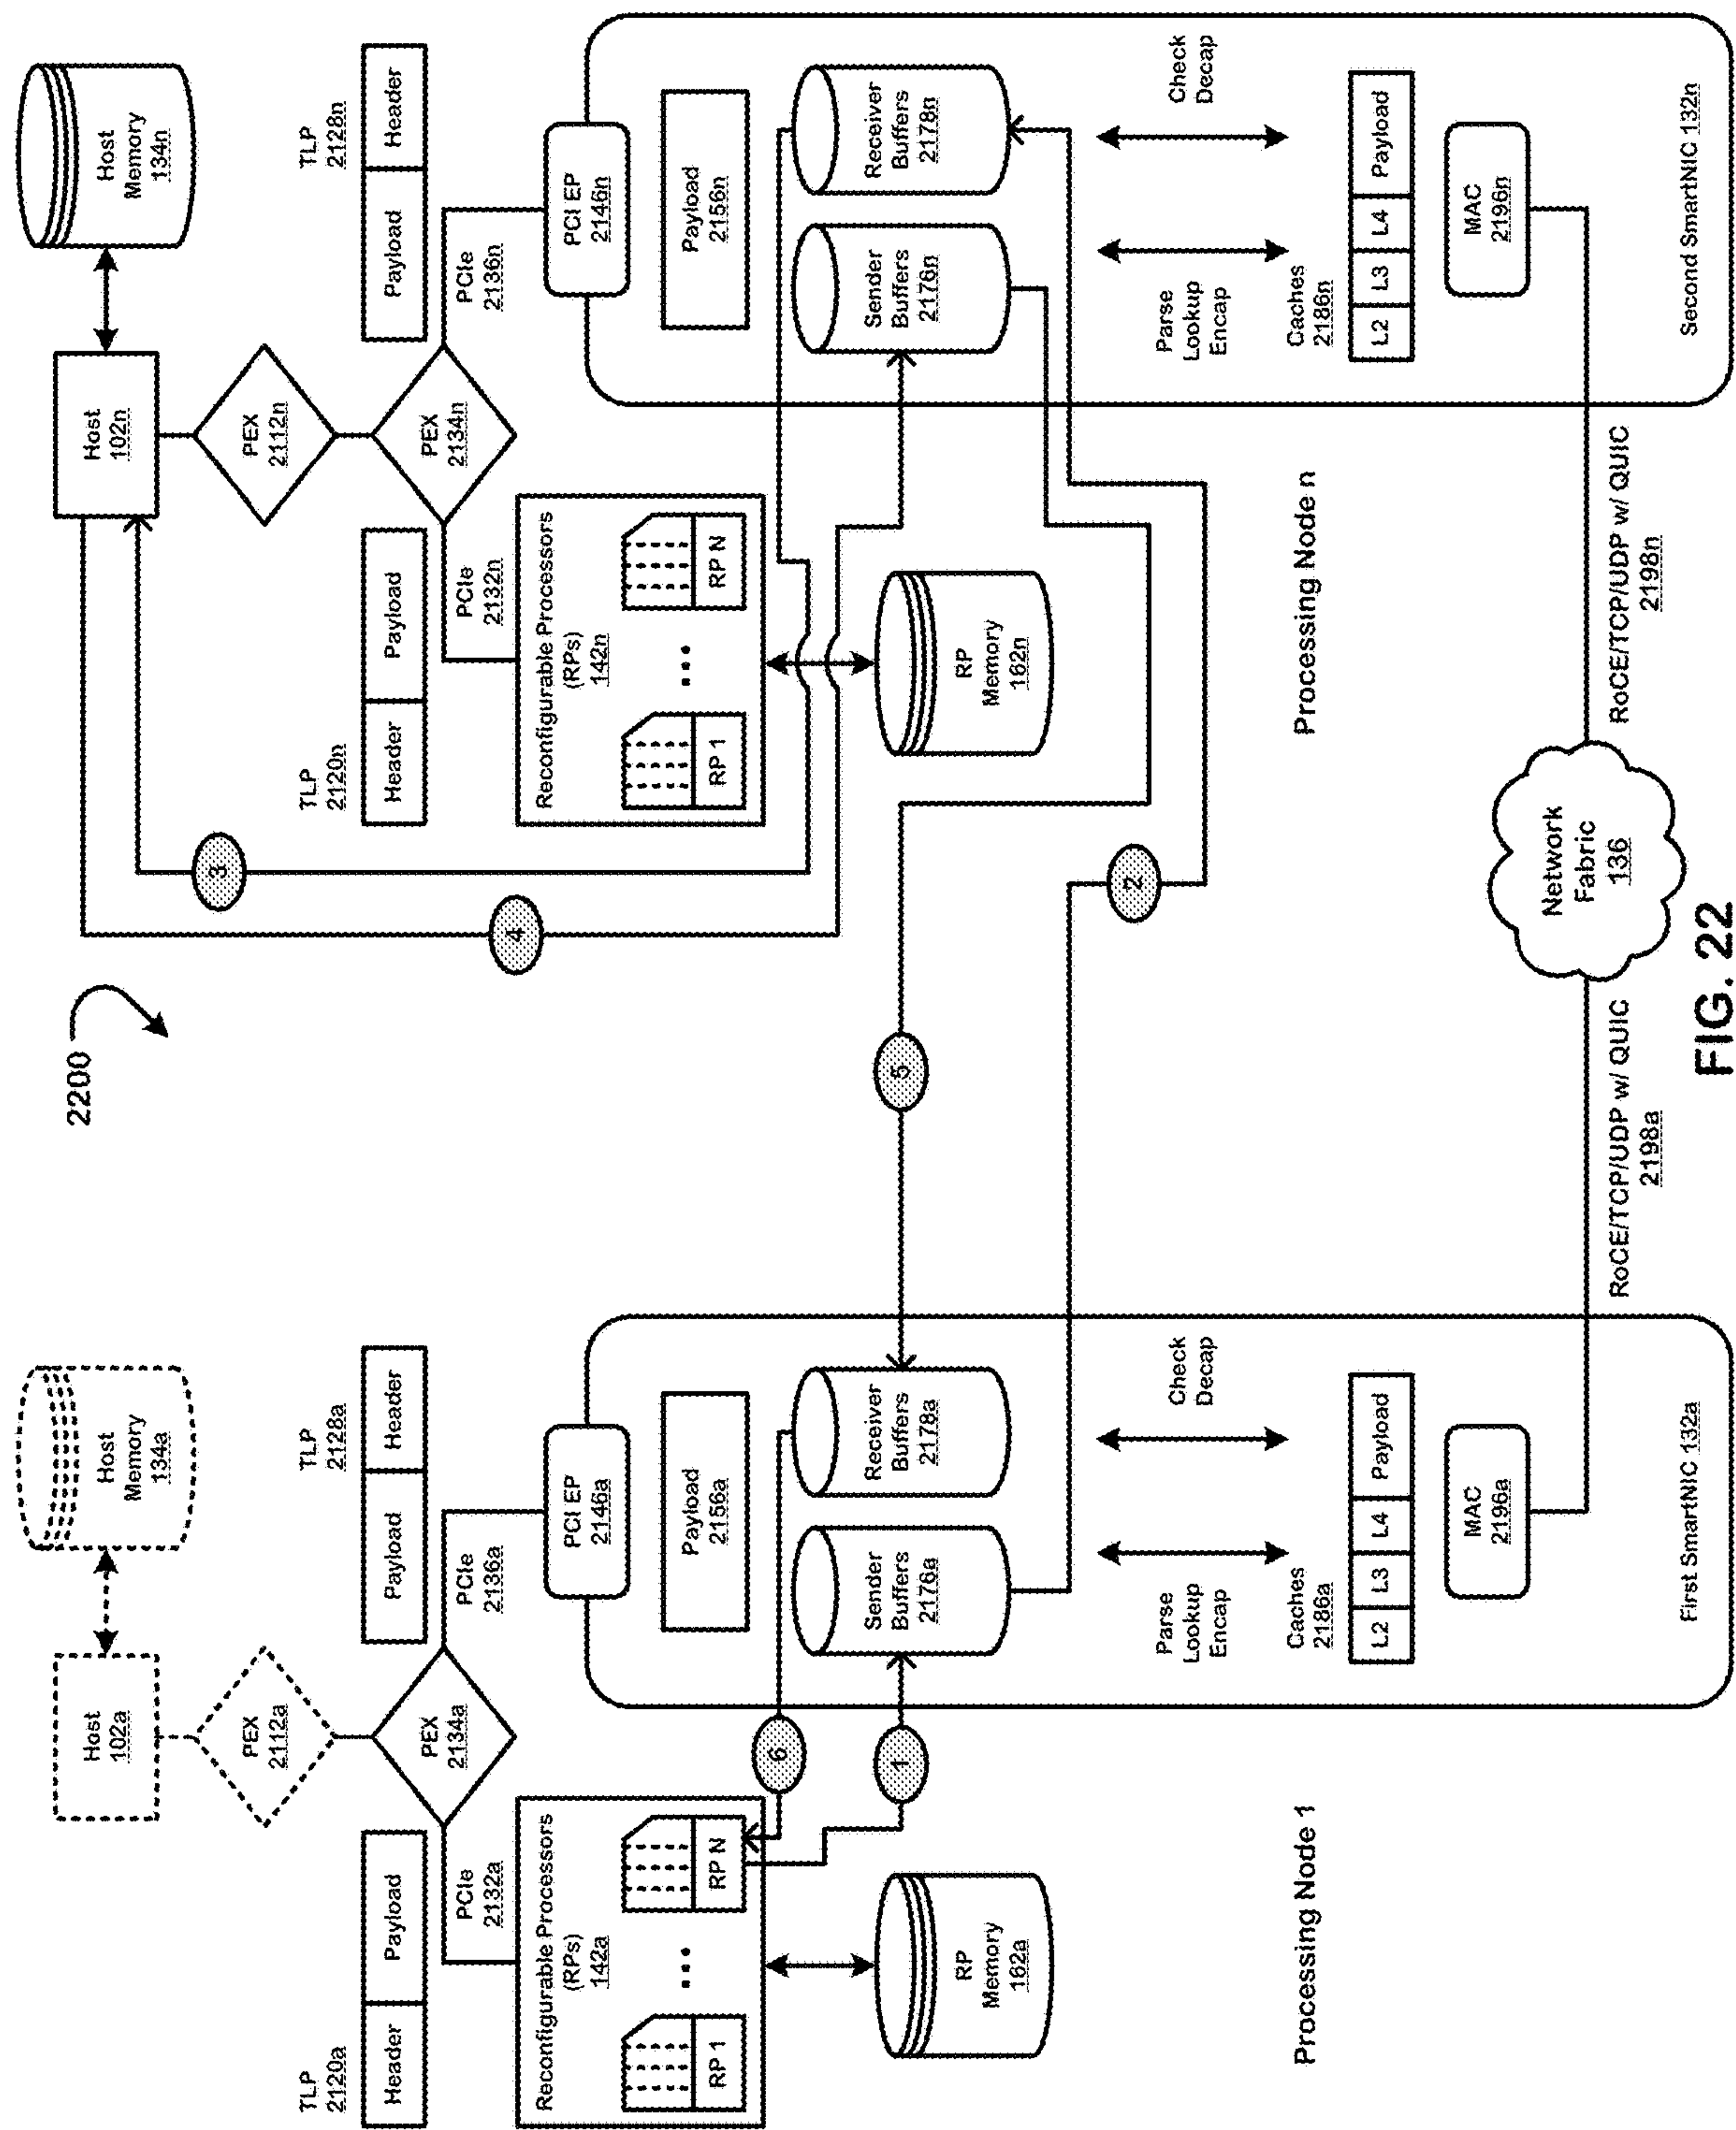 2200
Host
102a
Host
Memory
134a
PEX
2112a
TLP
2120a
Header
Payload
PEX
2134a
TLP
2128a
Payload
Header
PCIe
2132a
PCIe
2136a
Reconfigurable Processors
(RPs)
142a
RP 1
...
RP N
RP
Memory
162a
PCI EP
2146a
Payload
2156a
6
1
Sender
Buffers
2176a
Receiver
Buffers
2178a
Parse
Lookup
Encap
Check
Decap
Caches
2186a
L2
L3
L4
Payload
MAC
2196a
First SmartNIC 132a
Processing Node 1
RoCE/TCP/UDP w/ QUIC
2198a
Network
Fabric
136
5
2
4
3
Host
102n
Host
Memory
134n
PEX
2112n
TLP
2120n
Header
Payload
PEX
2134n
TLP
2128n
Payload
Header
PCIe
2132n
PCIe
2136n
Reconfigurable Processors
(RPs)
142n
RP 1
...
RP N
RP
Memory
162n
PCI EP
2146n
Payload
2156n
Sender
Buffers
2176n
Receiver
Buffers
2178n
Parse
Lookup
Encap
Check
Decap
Caches
2186n
L2
L3
L4
Payload
MAC
2196n
Second SmartNIC 132n
Processing Node n
RoCE/TCP/UDP w/ QUIC
2198n
FIG. 22